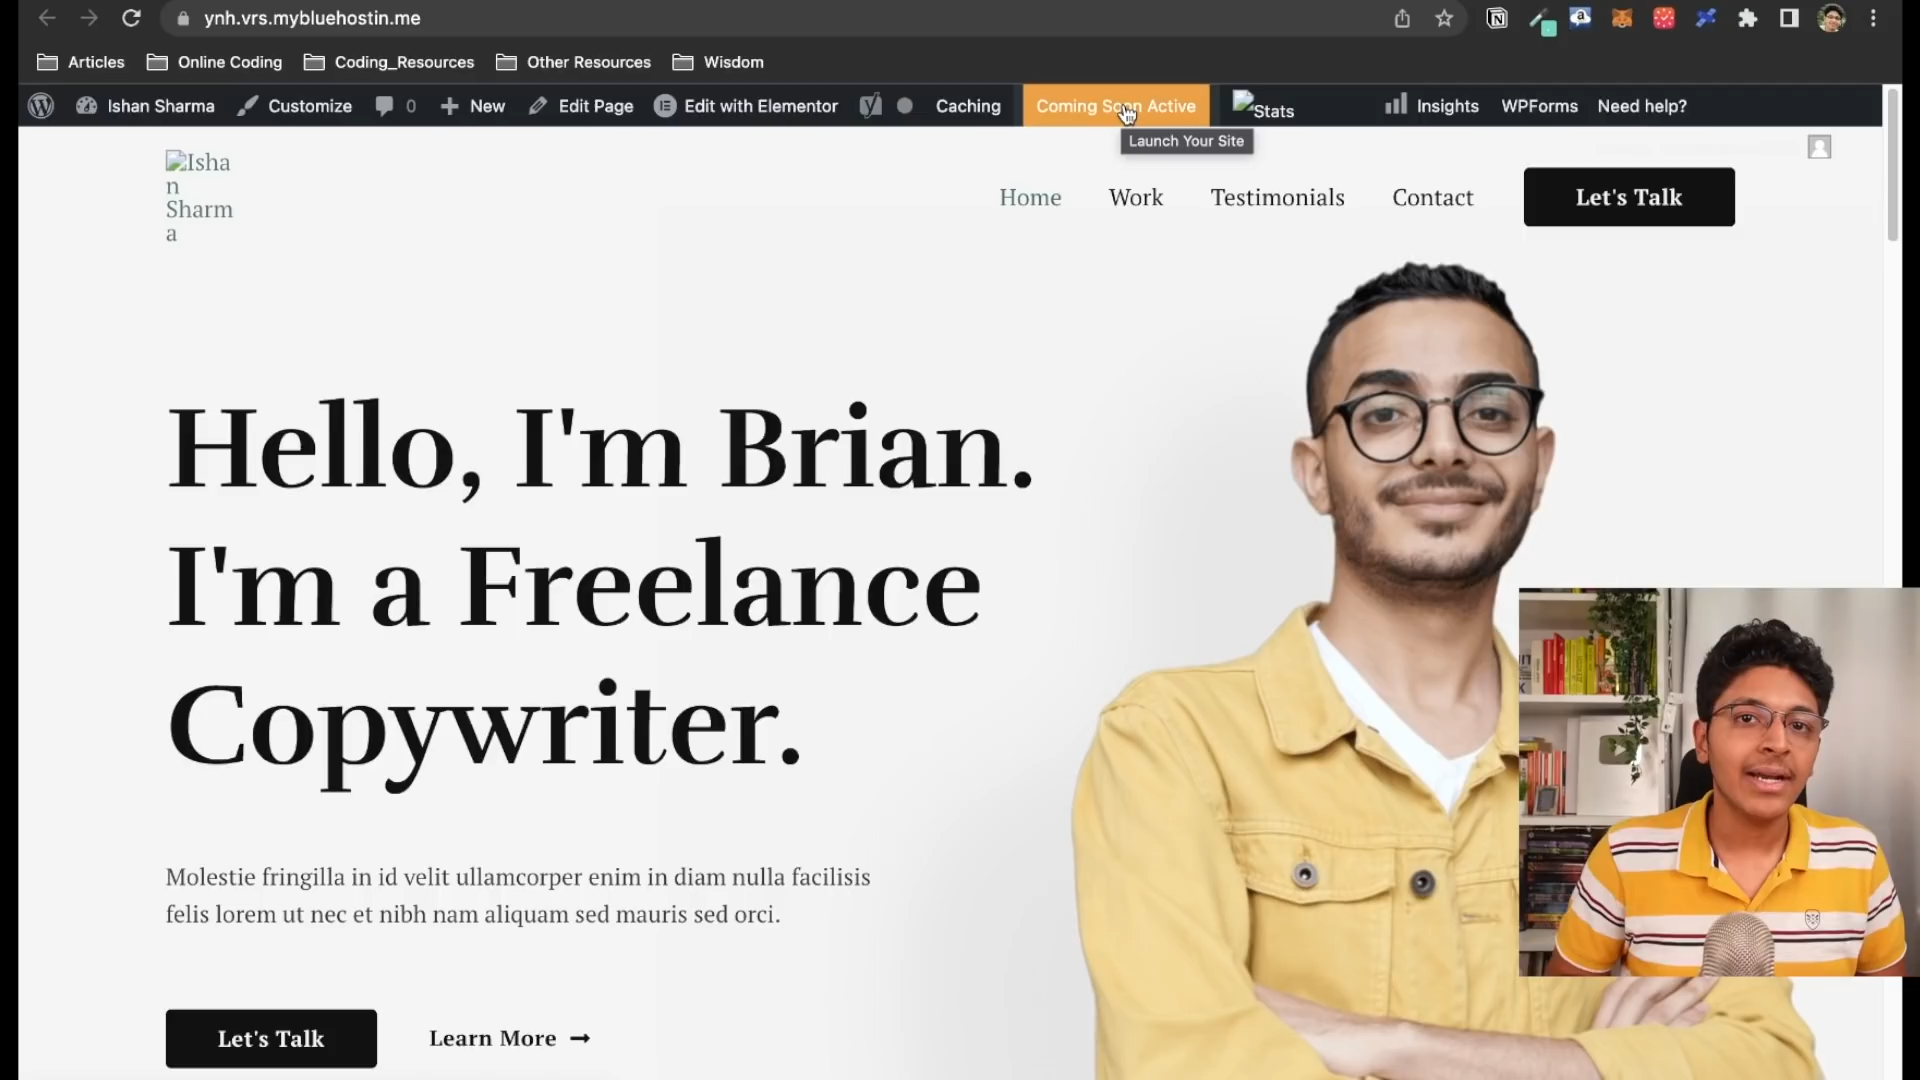 ynh.vrs.mybluehostin.me
Articles Online Coding Coding_Resources Other Resources Wisdom
Ishan Sharma Customize 0 New Edit Page Edit with Elementor Caching Coming Soon Active Stats Insights WPForms Need help?
Launch Your Site
Isha
n
Sharm
a
Home Work Testimonials Contact Let's Talk
Hello, I'm Brian.
I'm a Freelance
Copywriter.
Molestie fringilla in id velit ullamcorper enim in diam nulla facilisis
felis lorem ut nec et nibh nam aliquam sed mauris sed orci.
Let's Talk Learn More →